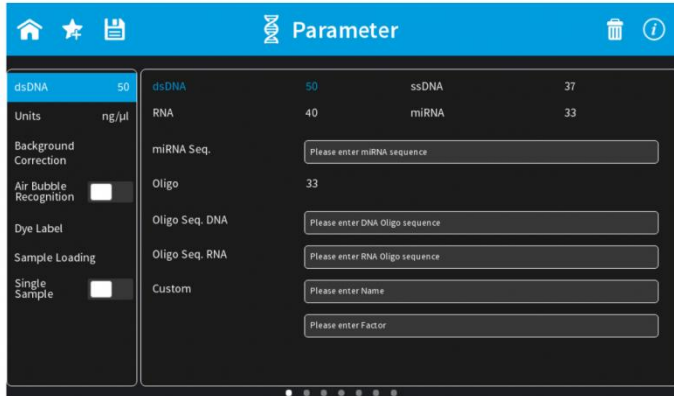 Parameter
dsDNA 50
Units ng/µl
Background
Correction
Air Bubble
Recognition
Dye Label
Sample Loading
Single
Sample
dsDNA 50 ssDNA 37
RNA 40 miRNA 33
miRNA Seq. Please enter miRNA sequence
Oligo 33
Oligo Seq. DNA Please enter DNA Oligo sequence
Oligo Seq. RNA Please enter RNA Oligo sequence
Custom Please enter Name
Please enter Factor